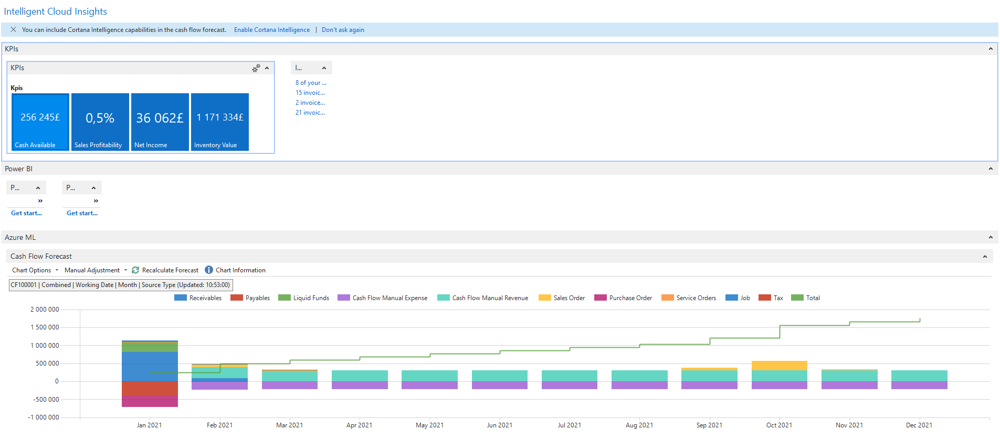 Intelligent Cloud Insights
You can include Cortana Intelligence capabilities in the cash flow forecast. Enable Cortana Intelligence | Don't ask again
KPIs
KPIs
Kpis
256 245£
Cash Available
0,5%
Sales Profitability
36 062£
Net Income
1 171 334£
Inventory Value
I...
8 of your ...
15 invoic...
2 invoice...
21 invoic...
Power BI
P...
»
Get start...
P...
»
Get start...
Azure ML
Cash Flow Forecast
Chart Options Manual Adjustment Recalculate Forecast Chart Information
CF100001 | Combined | Working Date | Month | Source Type (Updated: 10:53:00)
Receivables Payables Liquid Funds Cash Flow Manual Expense Cash Flow Manual Revenue Sales Order Purchase Order Service Orders Job Tax Total
2 000 000
1 500 000
1 000 000
500 000
0
-500 000
-1 000 000
Jan 2021 Feb 2021 Mar 2021 Apr 2021 May 2021 Jun 2021 Jul 2021 Aug 2021 Sep 2021 Oct 2021 Nov 2021 Dec 2021